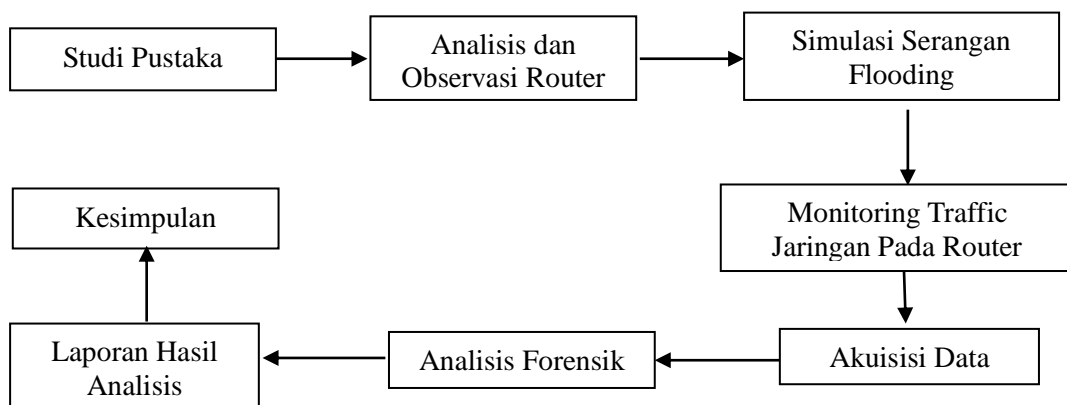 Studi Pustaka
Analisis dan
Observasi Router
Simulasi Serangan
Flooding
Monitoring Traffic
Jaringan Pada Router
Akuisisi Data
Analisis Forensik
Laporan Hasil
Analisis
Kesimpulan